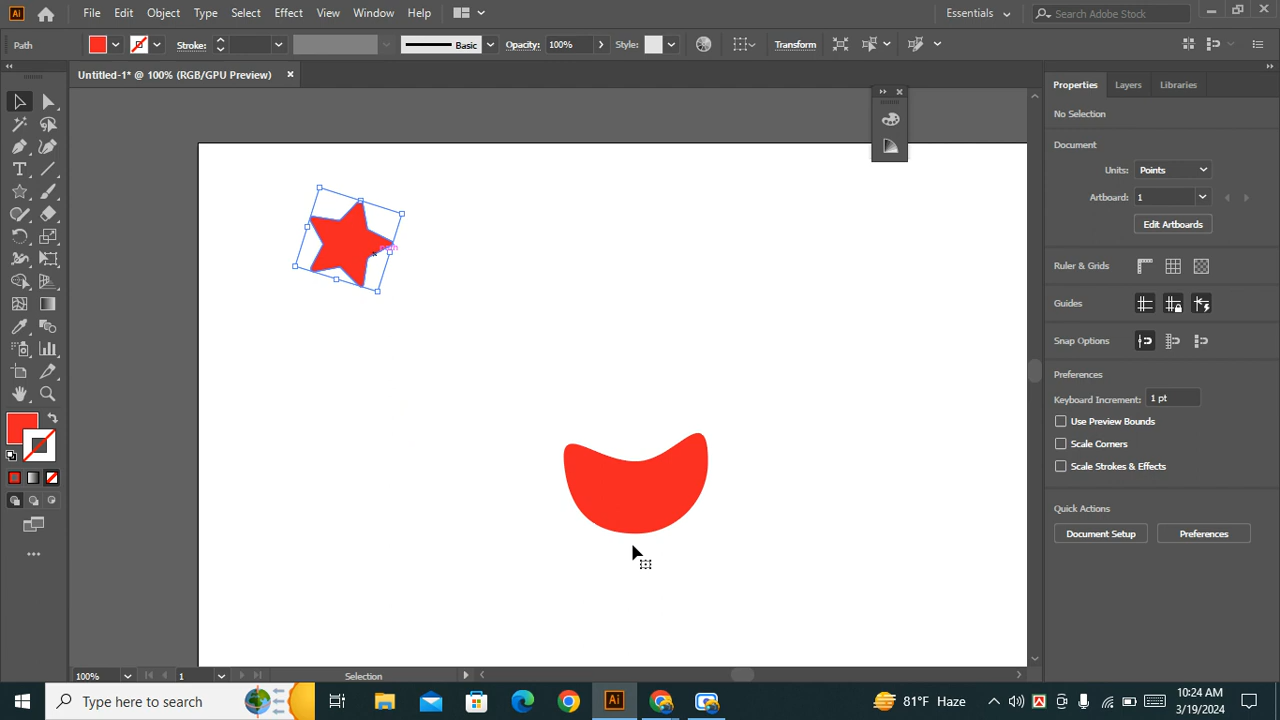 Ai File Edit Object Type Select Effect View Window Help Essentials Search Adobe Stock
Path Stroke: Basic Opacity: 100% Style: Transform
Untitled-1* @ 100% (RGB/GPU Preview)
Properties Layers Libraries
No Selection
Document
Units: Points
Artboard: 1
Edit Artboards
Ruler & Grids
Guides
Snap Options
Preferences
Keyboard Increment: 1 pt
Use Preview Bounds
Scale Corners
Scale Strokes & Effects
Quick Actions
Document Setup Preferences
path
100% 1 Selection
Type here to search Ai 81°F Haze 10:24 AM
3/19/2024